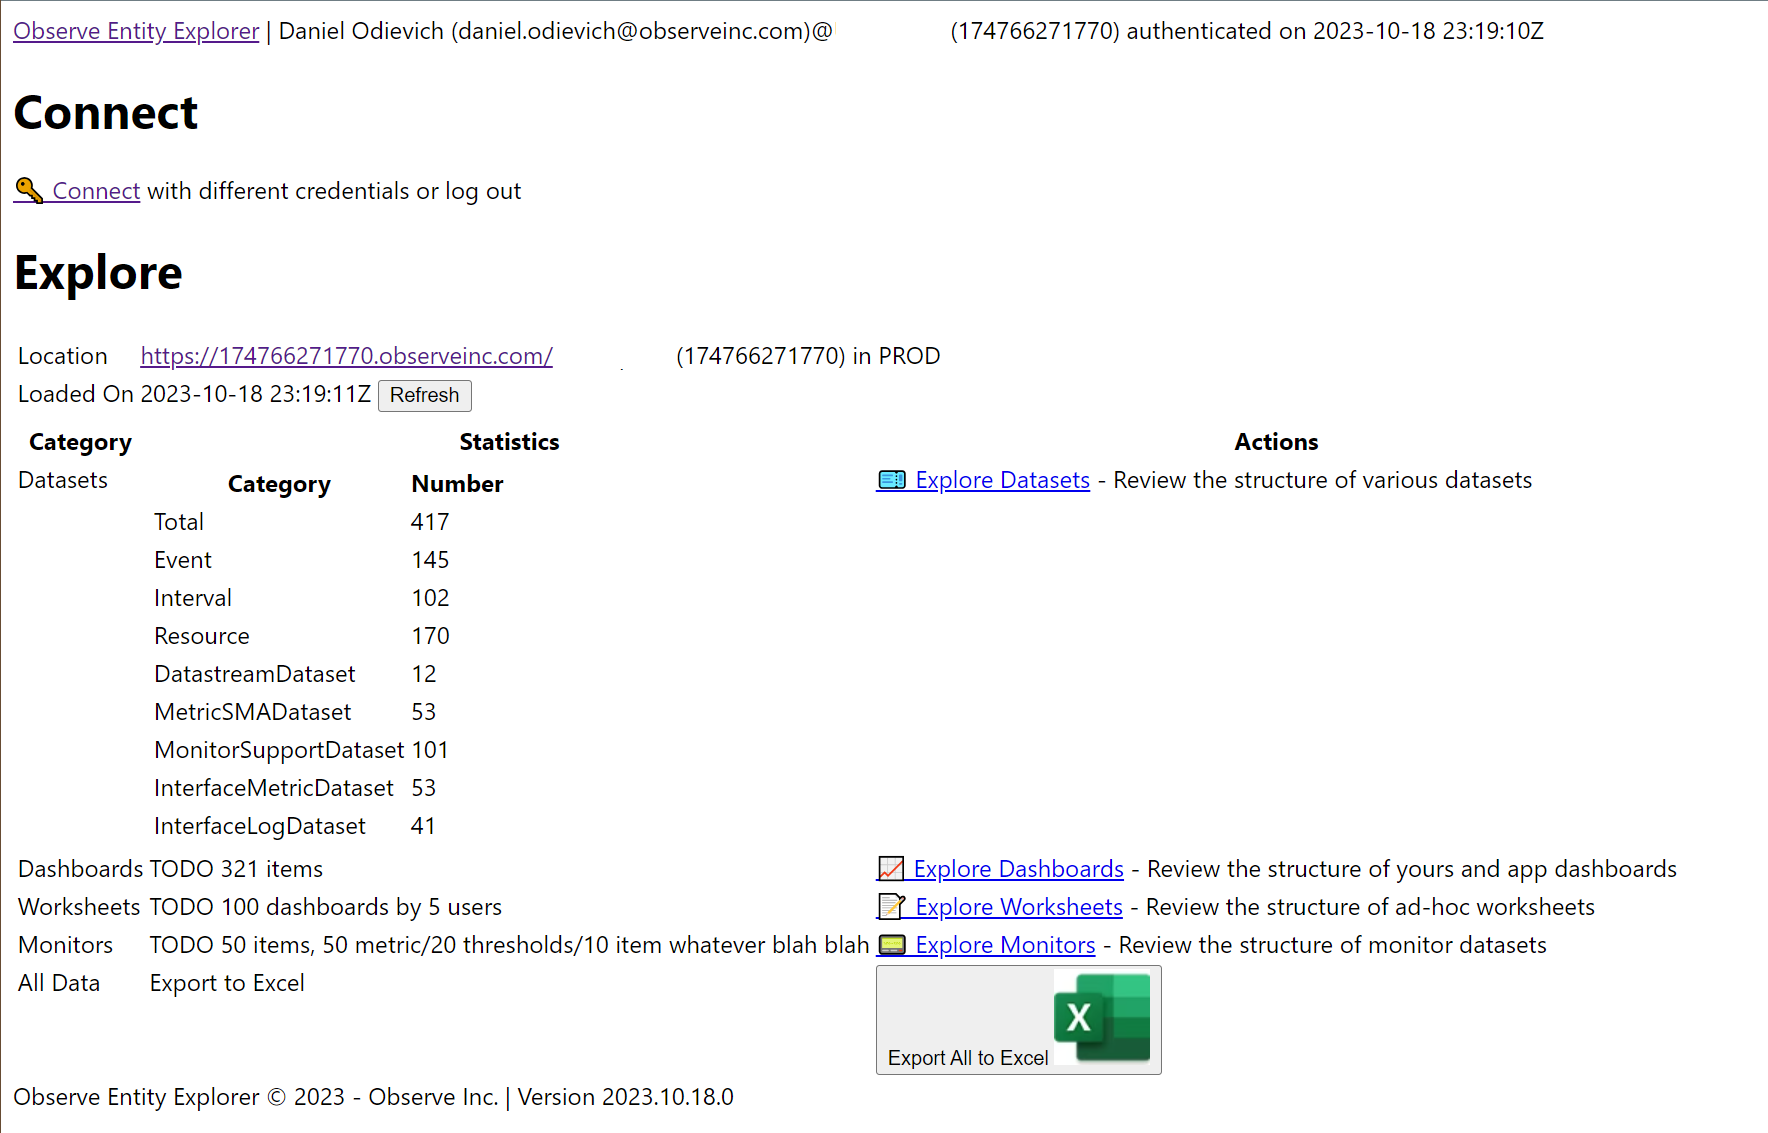 Observe Entity Explorer | Daniel Odievich (daniel.odievich@observeinc.com)@ (174766271770) authenticated on 2023-10-18 23:19:10Z
Connect
Connect with different credentials or log out
Explore
Location https://174766271770.observeinc.com/ (174766271770) in PROD
Loaded On 2023-10-18 23:19:11Z Refresh
Category Statistics Actions
Datasets Category Number Explore Datasets - Review the structure of various datasets
Total 417
Event 145
Interval 102
Resource 170
DatastreamDataset 12
MetricSMADataset 53
MonitorSupportDataset 101
InterfaceMetricDataset 53
InterfaceLogDataset 41
Dashboards TODO 321 items Explore Dashboards - Review the structure of yours and app dashboards
Worksheets TODO 100 dashboards by 5 users Explore Worksheets - Review the structure of ad-hoc worksheets
Monitors TODO 50 items, 50 metric/20 thresholds/10 item whatever blah blah Explore Monitors - Review the structure of monitor datasets
All Data Export to Excel
X
Export All to Excel
Observe Entity Explorer © 2023 - Observe Inc. | Version 2023.10.18.0